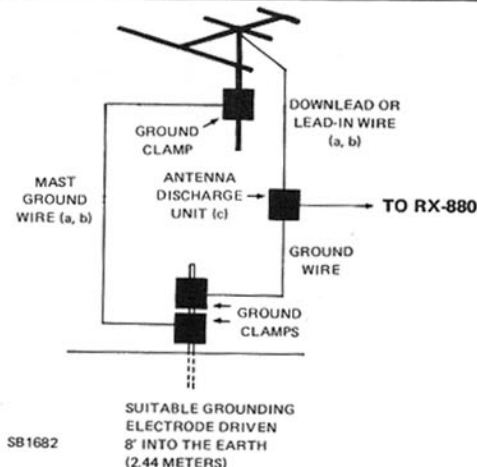 GROUND
CLAMP
DOWNLEAD OR
LEAD-IN WIRE
(a, b)
MAST
GROUND
WIRE (a, b)
ANTENNA
DISCHARGE
UNIT (c)
TO RX-880
GROUND
WIRE
GROUND
CLAMPS
SUITABLE GROUNDING
ELECTRODE DRIVEN
8' INTO THE EARTH
(2.44 METERS)
SB1682